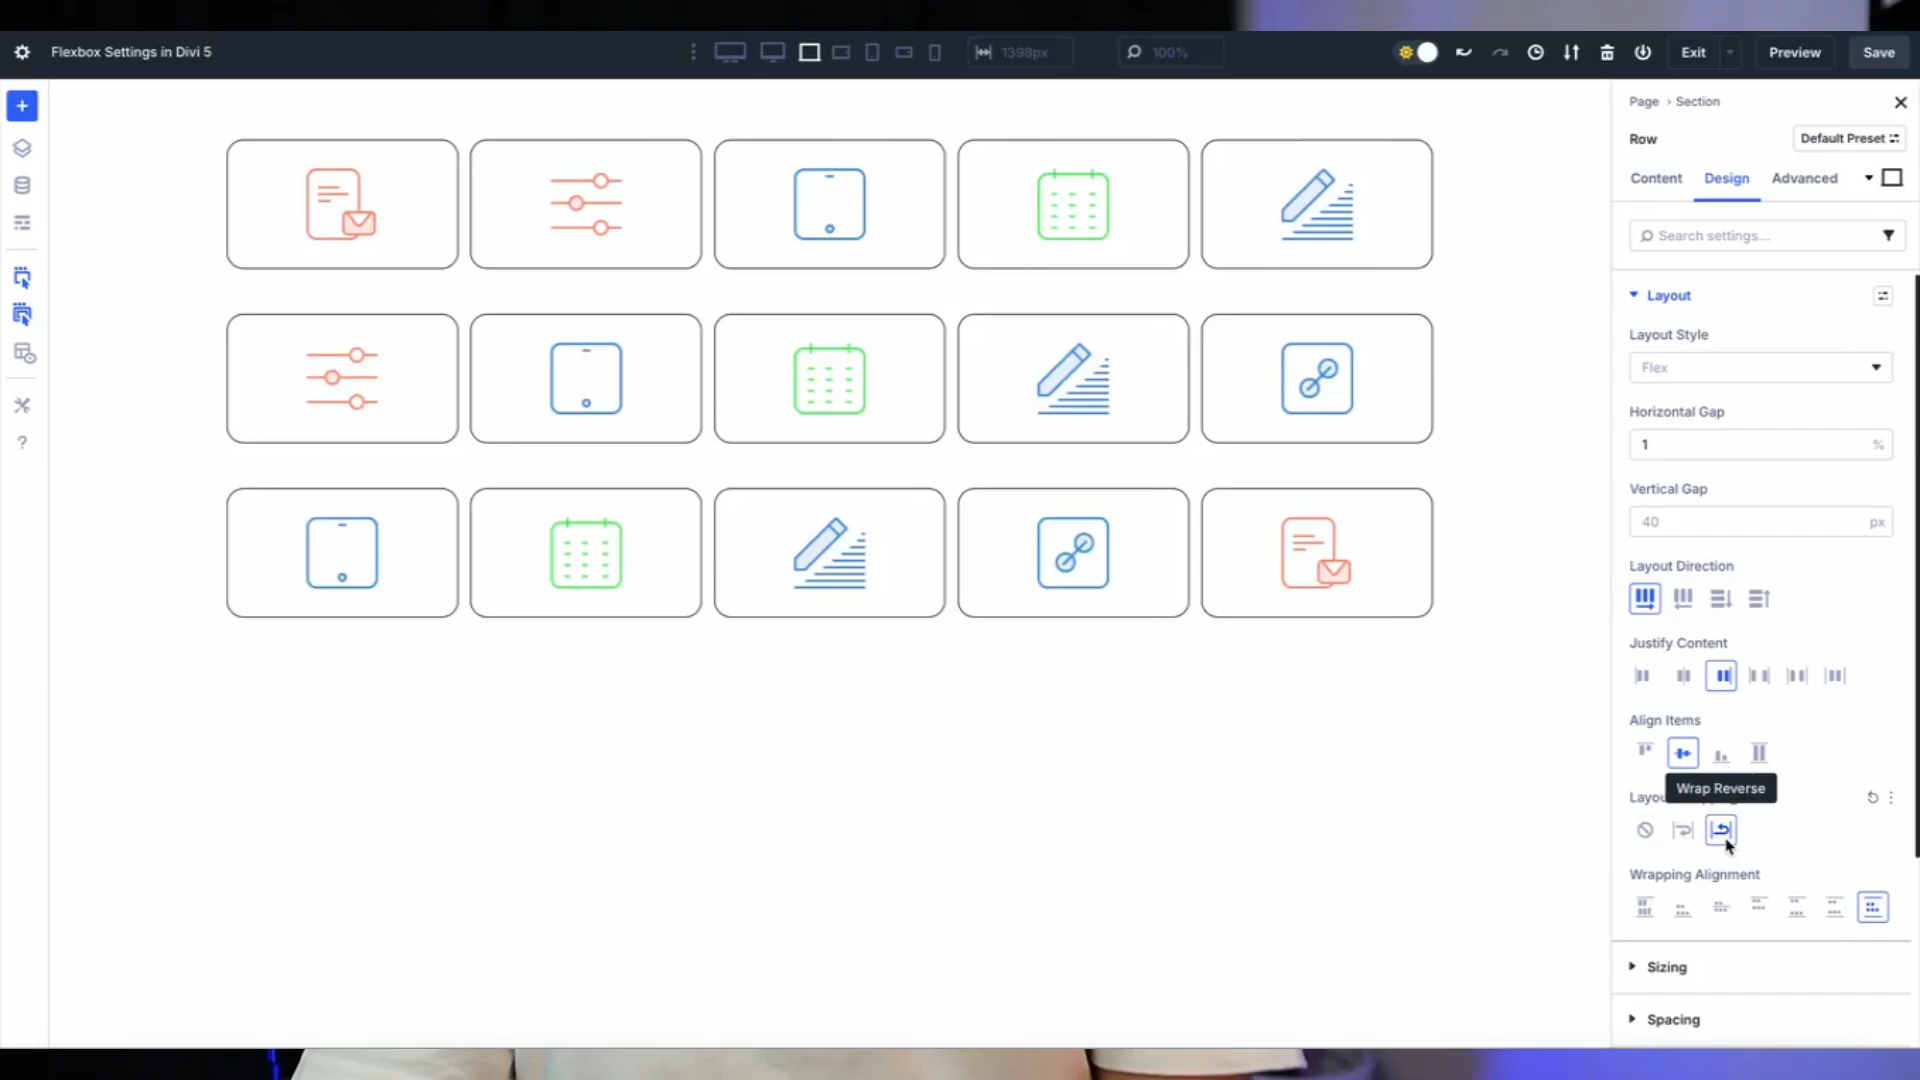 Flexbox Settings in Divi 5
1398px
100%
Exit
Preview
Save
Page > Section
Row
Default Preset
Content
Design
Advanced
Search settings...
Layout
Layout Style
Flex
Horizontal Gap
1
%
Vertical Gap
40
px
Layout Direction
Justify Content
Align Items
Wrap Reverse
Layou
Wrapping Alignment
Sizing
Spacing
?